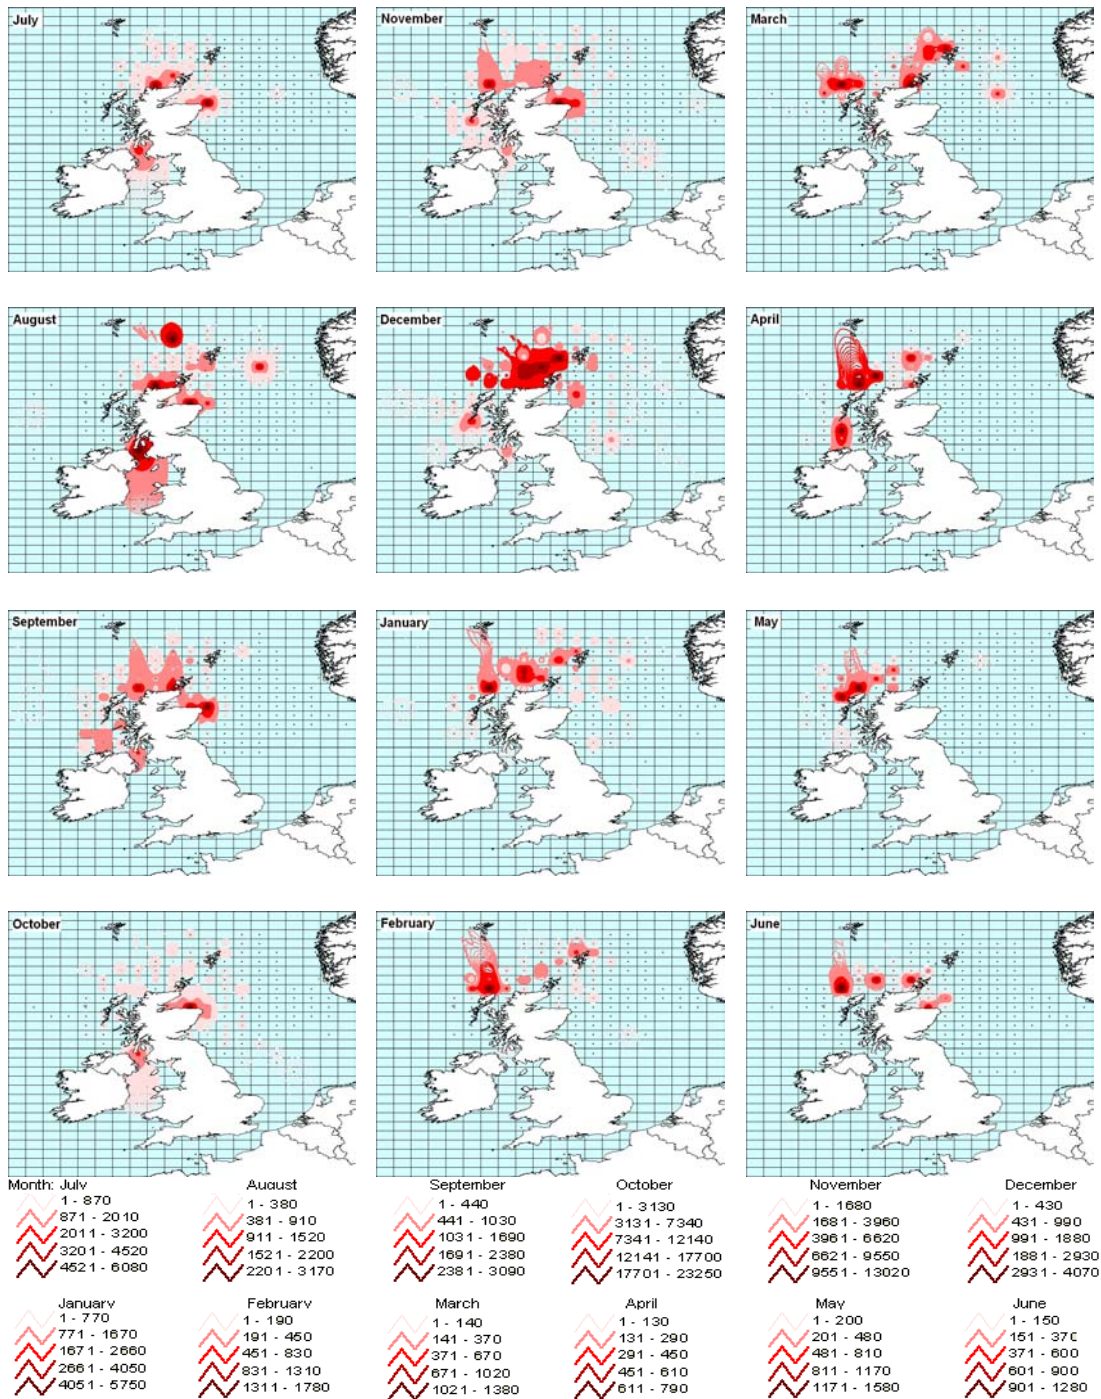 July
November
March
August
December
April
September
January
May
October
February
June
Month: July
1 - 870
871 - 2010
2011 - 3200
3201 - 4520
4521 - 6080
August
1 - 380
381 - 910
911 - 1520
1521 - 2200
2201 - 3170
September
1 - 440
441 - 1030
1031 - 1690
1691 - 2380
2381 - 3090
October
1 - 3130
3131 - 7340
7341 - 12140
12141 - 17700
17701 - 23250
November
1 - 1680
1681 - 3960
3961 - 6620
6621 - 9550
9551 - 13020
December
1 - 430
431 - 990
991 - 1880
1881 - 2930
2931 - 4070
January
1 - 770
771 - 1670
1671 - 2660
2661 - 4050
4051 - 5750
February
1 - 190
191 - 450
451 - 830
831 - 1310
1311 - 1780
March
1 - 140
141 - 370
371 - 670
671 - 1020
1021 - 1380
April
1 - 130
131 - 290
291 - 450
451 - 610
611 - 790
May
1 - 200
201 - 480
481 - 810
811 - 1170
1171 - 1580
June
1 - 150
151 - 370
371 - 600
601 - 900
901 - 1280